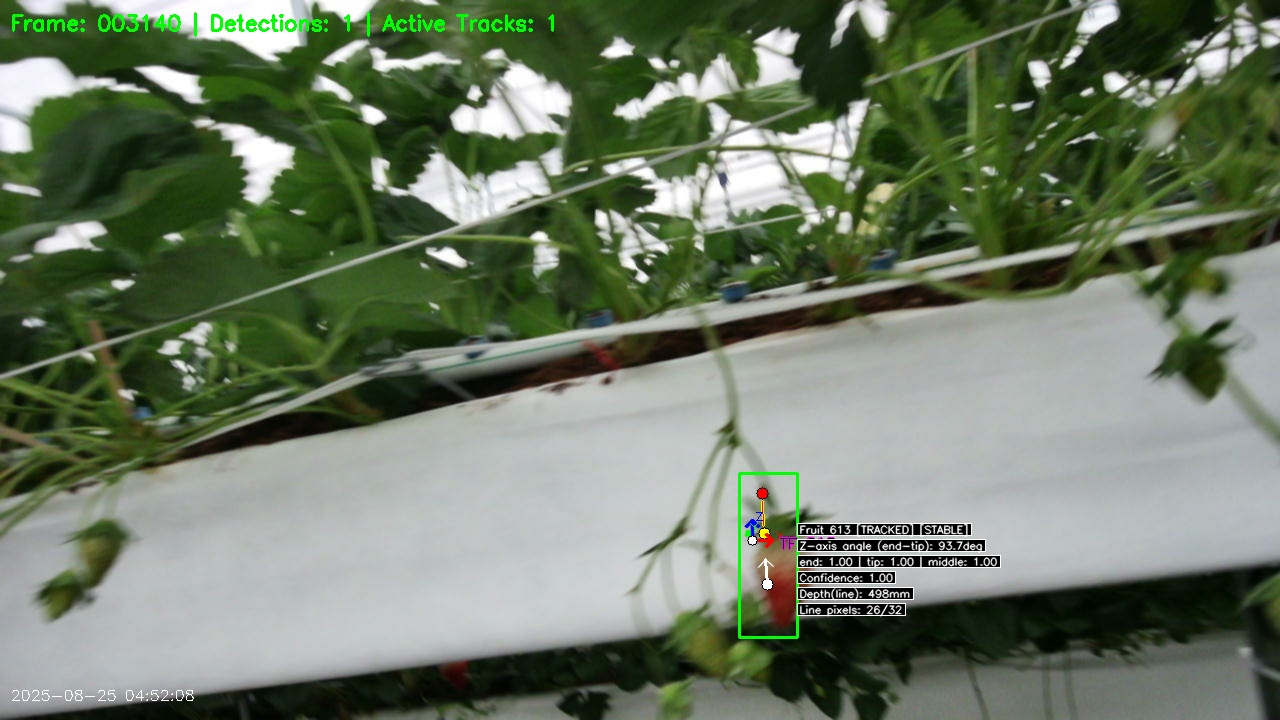 Frame: 003140 | Detections: 1 | Active Tracks: 1
Z
Fruit 613 [TRACKED] [STABLE]
Z-axis angle (end-tip): 93.7deg
end: 1.00 | tip: 1.00 | middle: 1.00
Confidence: 1.00
Depth(line): 498mm
Line pixels: 26/32
2025-08-25 04:52:08